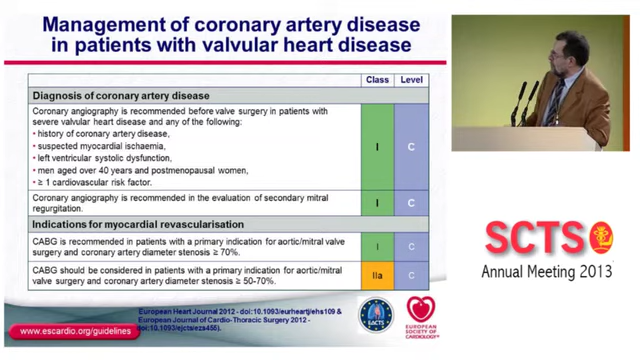 Management of coronary artery disease
in patients with valvular heart disease
Class Level
Diagnosis of coronary artery disease
Coronary angiography is recommended before valve surgery in patients with
severe valvular heart disease and any of the following:
• history of coronary artery disease,
• suspected myocardial ischaemia,
• left ventricular systolic dysfunction,
• men aged over 40 years and postmenopausal women,
• ≥ 1 cardiovascular risk factor.
I C
Coronary angiography is recommended in the evaluation of secondary mitral
regurgitation.
I C
Indications for myocardial revascularisation
CABG is recommended in patients with a primary indication for aortic/mitral valve
surgery and coronary artery diameter stenosis ≥ 70%.
I C
CABG should be considered in patients with a primary indication for aortic/mitral
valve surgery and coronary artery diameter stenosis ≥ 50-70%.
IIa C
www.escardio.org/guidelines
European Heart Journal 2012 - doi:10.1093/eurheartj/ehs109 &
European Journal of Cardio-Thoracic Surgery 2012 -
doi:10.1093/ejcts/ezs455).
EACTS
EUROPEAN
SOCIETY OF
CARDIOLOGY
SCTS
Annual Meeting 2013